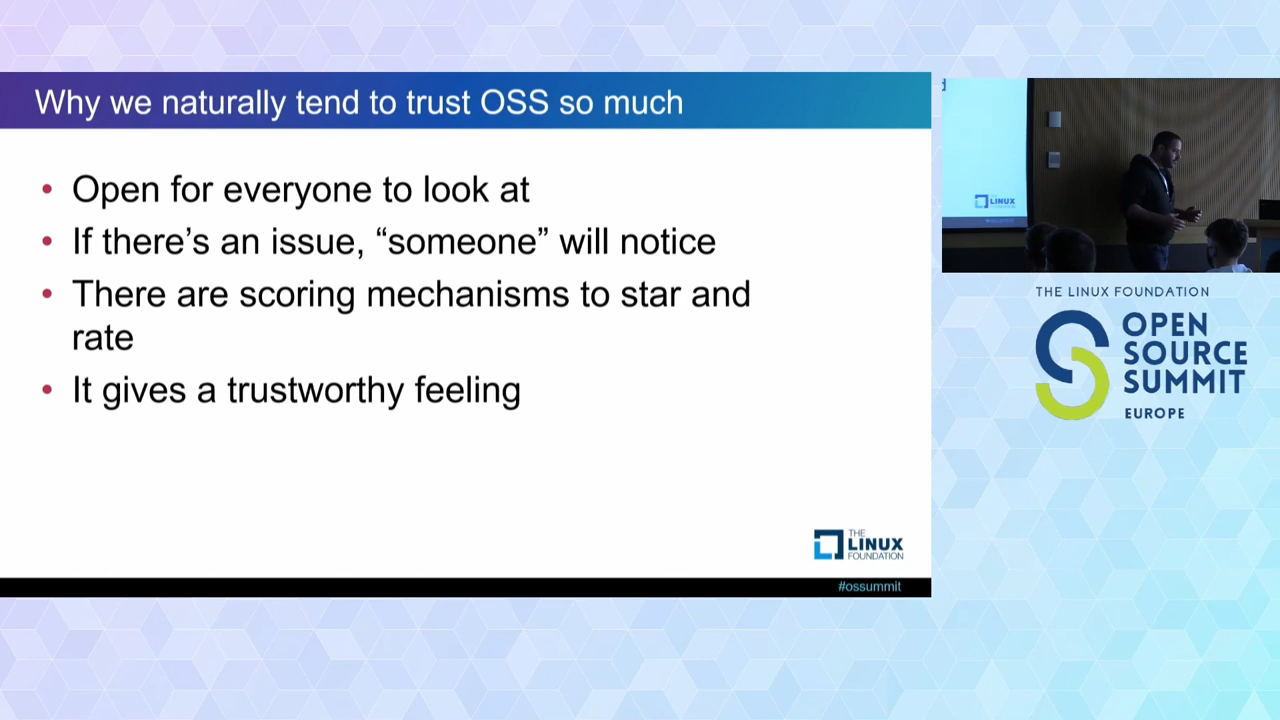 Why we naturally tend to trust OSS so much
• Open for everyone to look at
• If there’s an issue, “someone” will notice
• There are scoring mechanisms to star and
rate
• It gives a trustworthy feeling
THE
LINUX
FOUNDATION
#ossummit
LINUX
THE LINUX FOUNDATION
OPEN
SOURCE
SUMMIT
EUROPE